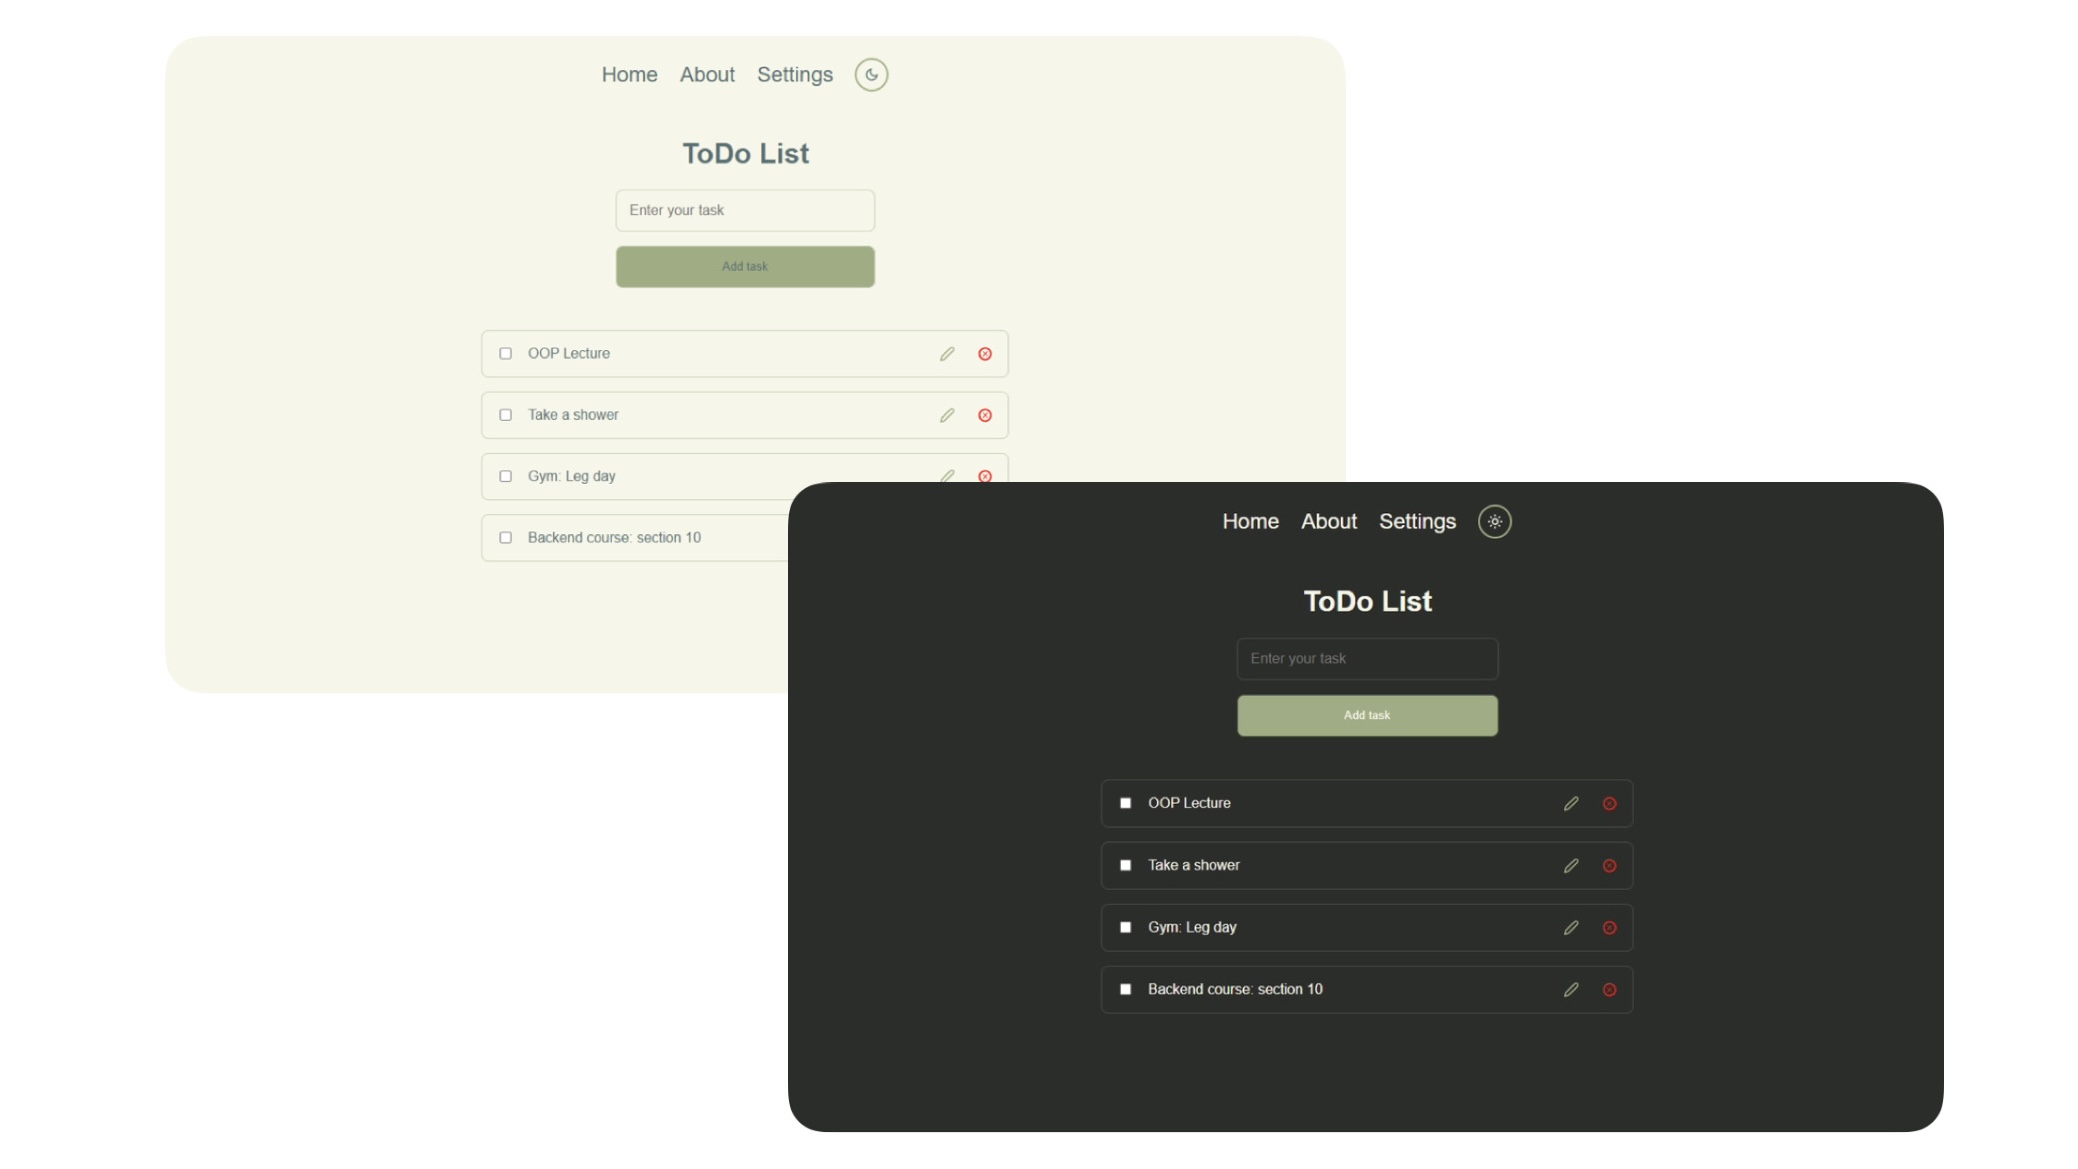 Home About Settings
ToDo List
Enter your task
Add task
OOP Lecture
Take a shower
Gym: Leg day
Backend course: section 10
Home About Settings
ToDo List
Enter your task
Add task
OOP Lecture
Take a shower
Gym: Leg day
Backend course: section 10